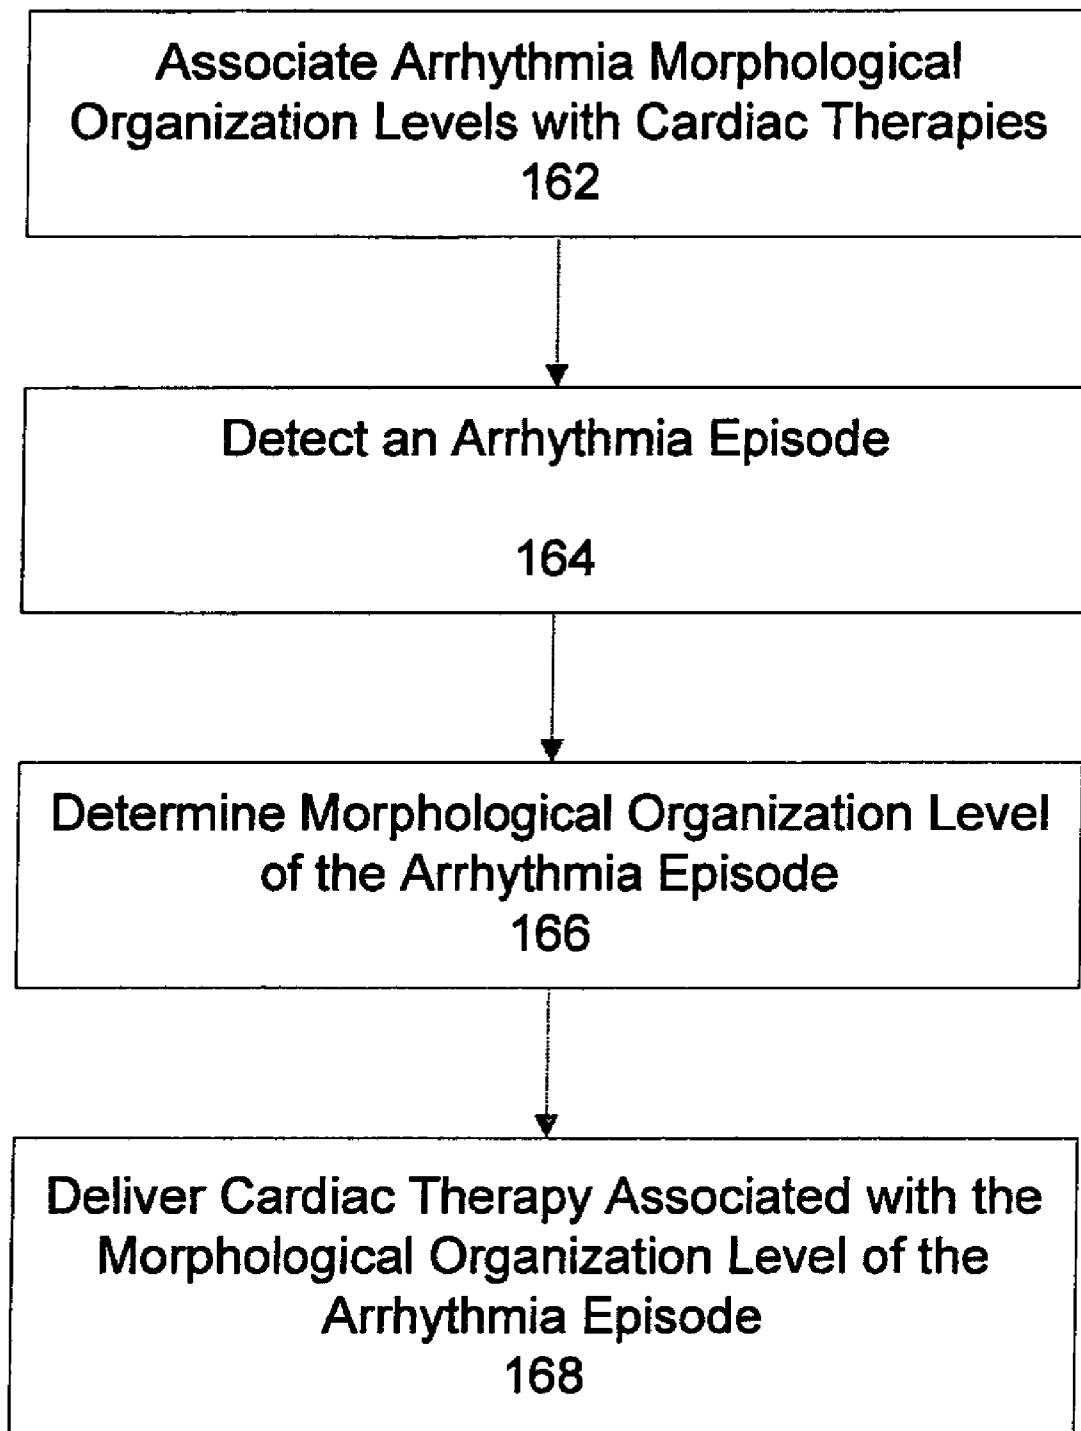 Associate Arrhythmia Morphological
Organization Levels with Cardiac Therapies
162
Detect an Arrhythmia Episode
164
Determine Morphological Organization Level
of the Arrhythmia Episode
166
Deliver Cardiac Therapy Associated with the
Morphological Organization Level of the
Arrhythmia Episode
168